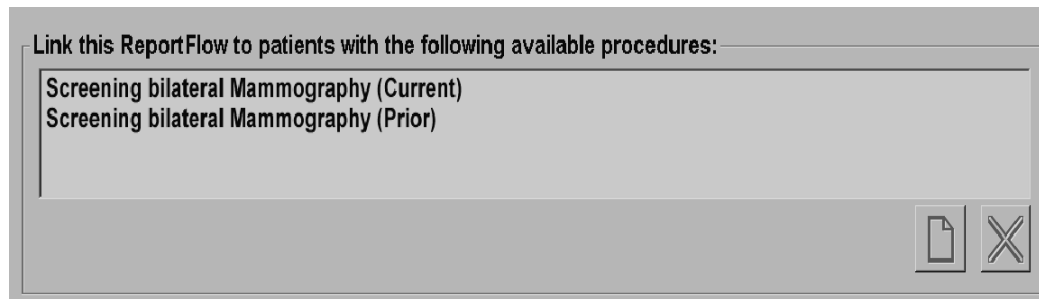 Link this ReportFlow to patients with the following available procedures:
Screening bilateral Mammography (Current)
Screening bilateral Mammography (Prior)